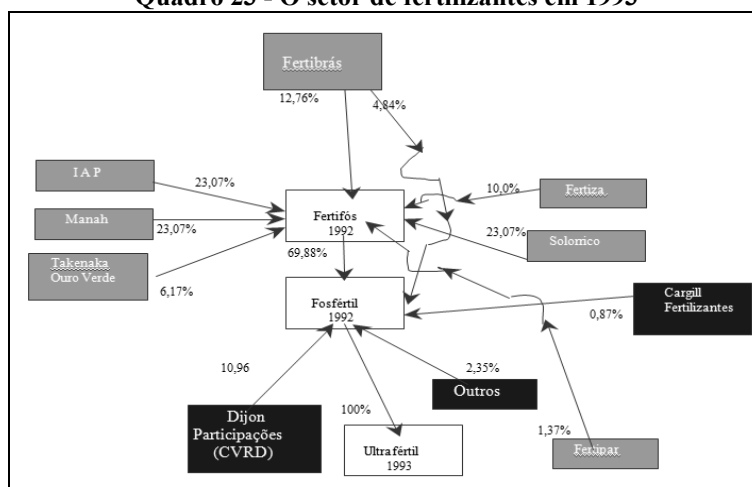 Quadro 25 - O setor de fertilizantes em 1993
Fertibrás
12,76%
4,84%
I A P
23,07%
Manah
23,07%
Takenaka
Ouro Verde
6,17%
Fertifós
1992
10,0%
Fertiza
23,07%
Solorrico
69,88%
Fosfértil
1992
Cargill
Fertilizantes
0,87%
10,96
2,35%
Outros
Dijon
Participações
(CVRD)
100%
Ultrafértil
1993
1,37%
Fertipar